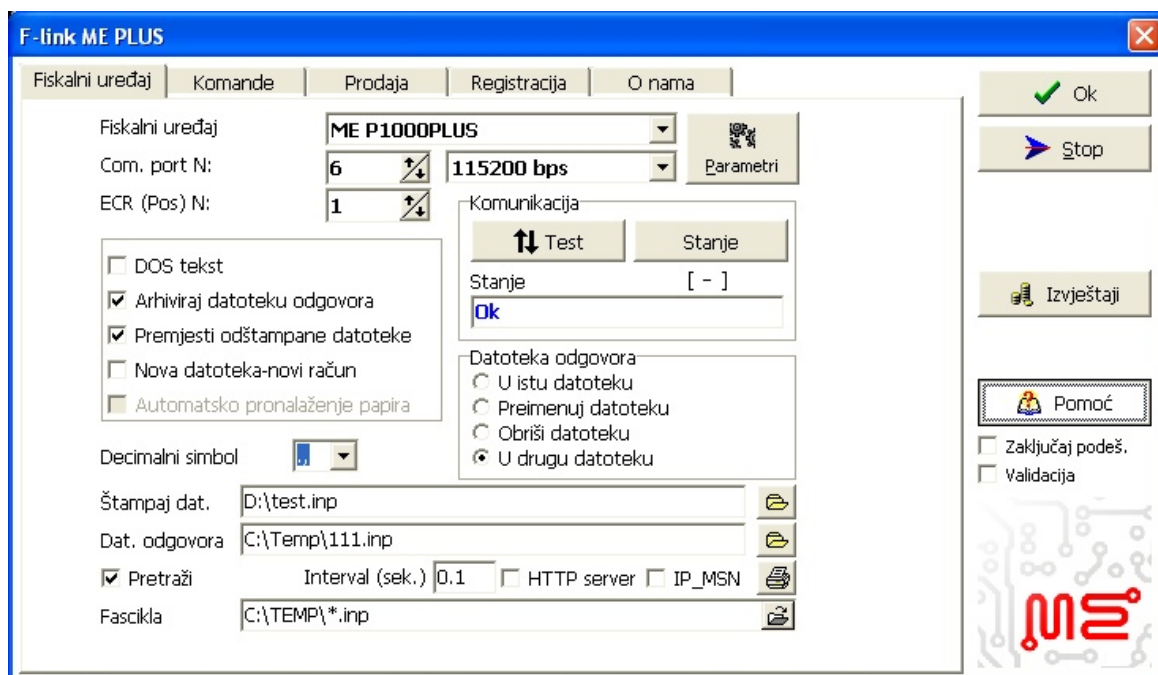 F-link ME PLUS
Fiskalni uređaj Komande Prodaja Registracija O nama
Fiskalni uređaj
ME P1000PLUS
Parametri
Com. port N:
6
115200 bps
ECR (Pos) N:
1
Komunikacija
Test
Stanje
Stanje
[ - ]
Ok
DOS tekst
Arhiviraj datoteku odgovora
Premjesti odštampane datoteke
Nova datoteka-novi račun
Automatsko pronalaženje papira
Datoteka odgovora
U istu datoteku
Preimenuj datoteku
Obriši datoteku
U drugu datoteku
Decimalni simbol
Štampaj dat.
D:\test.inp
Dat. odgovora
C:\Temp\111.inp
Pretraži
Interval (sek.)
0.1
HTTP server
IP_MSN
Fascikla
C:\TEMP\*.inp
Ok
Stop
Izvještaji
Pomoć
Zaključaj podeš.
Validacija
ME